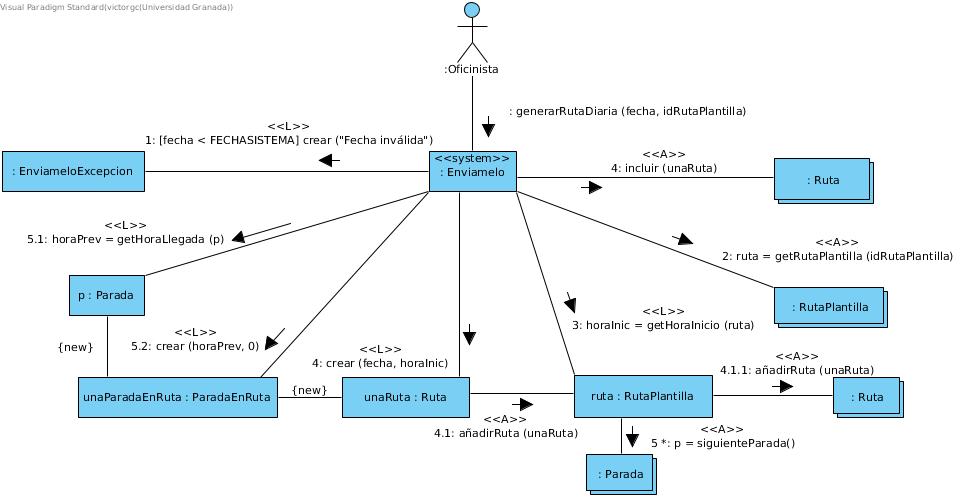 Visual Paradigm Standard(victorgc(Universidad Granada))
:Oficinista
: generarRutaDiaria (fecha, idRutaPlantilla)
<<L>>
1: [fecha < FECHASISTEMA] crear ("Fecha inválida")
: EnviameloExcepcion
<<system>>
: Enviamelo
<<A>>
4: incluir (unaRuta)
: Ruta
<<L>>
5.1: horaPrev = getHoraLlegada (p)
<<A>>
2: ruta = getRutaPlantilla (idRutaPlantilla)
p : Parada
: RutaPlantilla
<<L>>
3: horaInic = getHoraInicio (ruta)
{new}
<<L>>
5.2: crear (horaPrev, 0)
<<L>>
4: crear (fecha, horaInic)
<<A>>
4.1.1: añadirRuta (unaRuta)
unaParadaEnRuta : ParadaEnRuta
{new}
unaRuta : Ruta
ruta : RutaPlantilla
: Ruta
<<A>>
4.1: añadirRuta (unaRuta)
<<A>>
5 *: p = siguienteParada()
: Parada